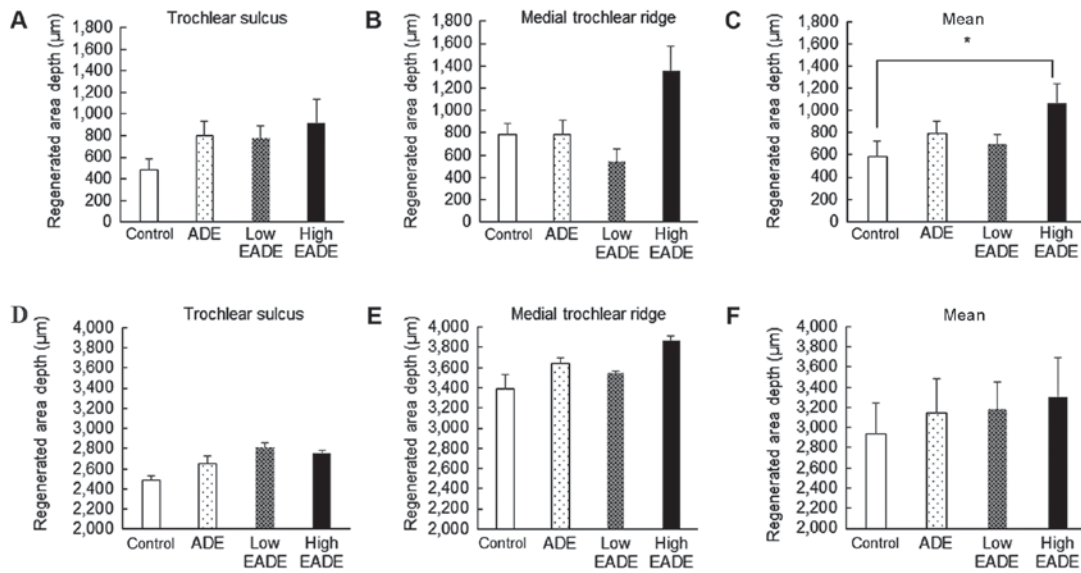 A
Trochlear sulcus
Regenerated area depth (µm)
1,800
1,600
1,400
1,200
1,000
800
600
400
200
0
Control ADE Low EADE High EADE
B
Medial trochlear ridge
Regenerated area depth (µm)
1,800
1,600
1,400
1,200
1,000
800
600
400
200
0
Control ADE Low EADE High EADE
C
Mean
*
Regenerated area depth (µm)
1,800
1,600
1,400
1,200
1,000
800
600
400
200
0
Control ADE Low EADE High EADE
D
Trochlear sulcus
Regenerated area depth (µm)
4,000
3,800
3,600
3,400
3,200
3,000
2,800
2,600
2,400
2,200
2,000
Control ADE Low EADE High EADE
E
Medial trochlear ridge
Regenerated area depth (µm)
4,000
3,800
3,600
3,400
3,200
3,000
2,800
2,600
2,400
2,200
2,000
Control ADE Low EADE High EADE
F
Mean
Regenerated area depth (µm)
4,000
3,800
3,600
3,400
3,200
3,000
2,800
2,600
2,400
2,200
2,000
Control ADE Low EADE High EADE